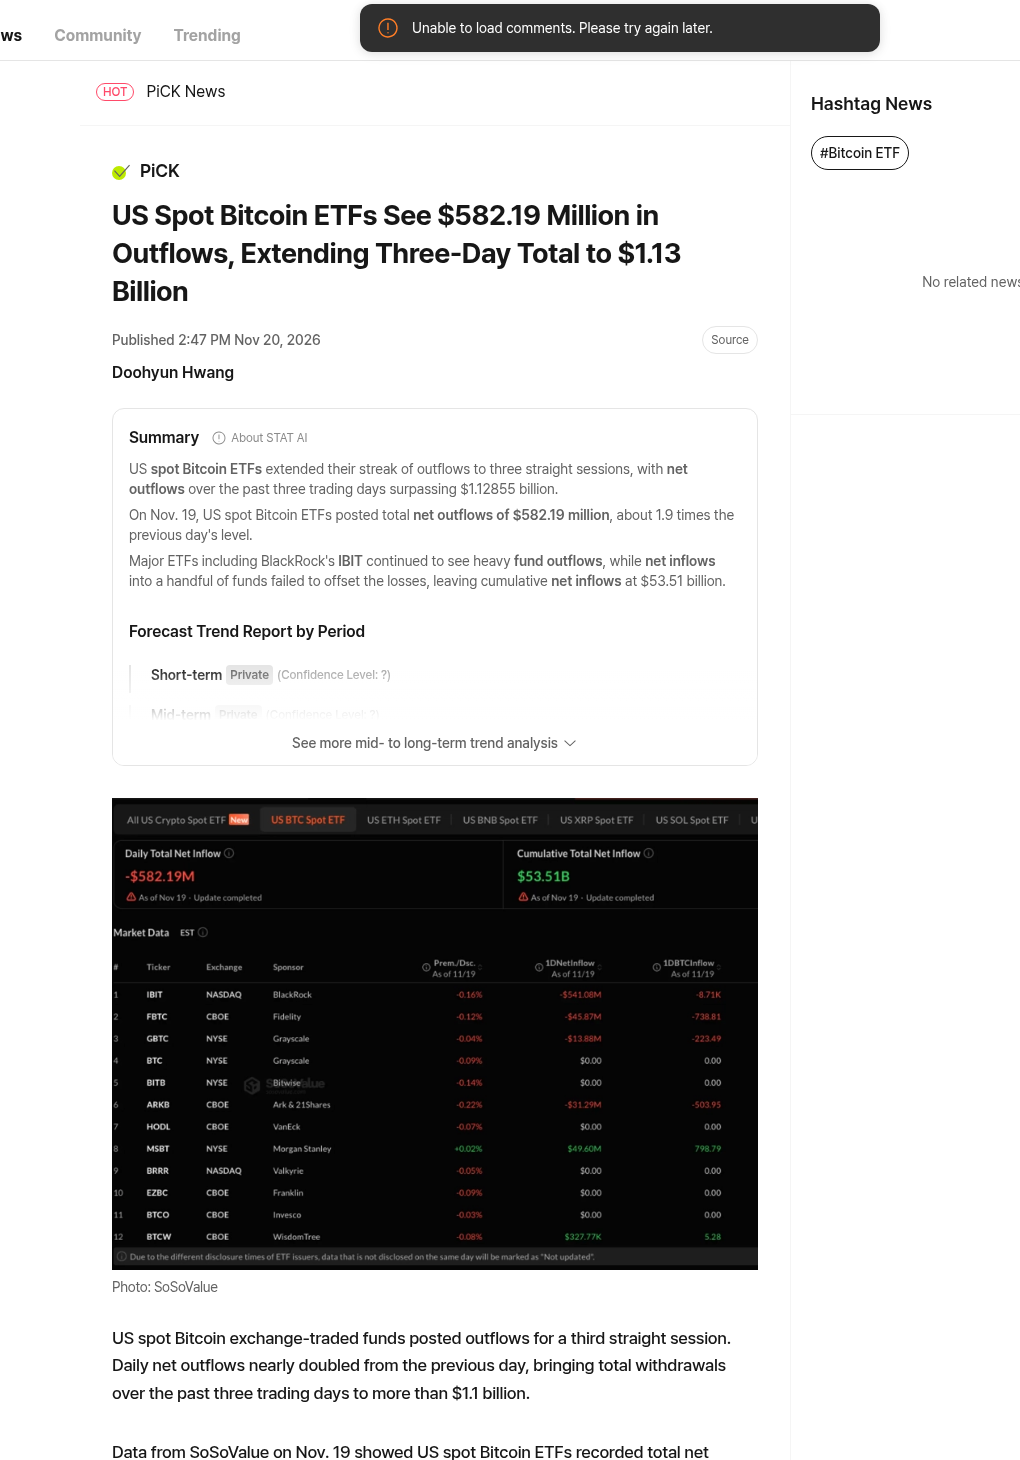 ws Community Trending
Unable to load comments. Please try again later.
HOT PiCK News
Hashtag News
#Bitcoin ETF
No related news
PiCK
US Spot Bitcoin ETFs See $582.19 Million in
Outflows, Extending Three-Day Total to $1.13
Billion
Published 2:47 PM Nov 20, 2026
Source
Doohyun Hwang
Summary About STAT AI
US spot Bitcoin ETFs extended their streak of outflows to three straight sessions, with net
outflows over the past three trading days surpassing $1.12855 billion.
On Nov. 19, US spot Bitcoin ETFs posted total net outflows of $582.19 million, about 1.9 times the
previous day's level.
Major ETFs including BlackRock's IBIT continued to see heavy fund outflows, while net inflows
into a handful of funds failed to offset the losses, leaving cumulative net inflows at $53.51 billion.
Forecast Trend Report by Period
Short-term Private (Confidence Level: ?)
Mid-term Private (Confidence Level: ?)
See more mid- to long-term trend analysis
All US Crypto Spot ETF New US BTC Spot ETF US ETH Spot ETF US BNB Spot ETF US XRP Spot ETF US SOL Spot ETF U
Daily Total Net Inflow Cumulative Total Net Inflow
-$582.19M $53.51B
As of Nov 19 · Update completed As of Nov 19 · Update completed
Market Data EST
# Ticker Exchange Sponsor Prem./Dsc. 1DNetInflow 1DBTCInflow
As of 11/19 As of 11/19 As of 11/19
1 IBIT NASDAQ BlackRock -0.16% -$541.08M -8.71K
2 FBTC CBOE Fidelity -0.12% -$45.87M -738.81
3 GBTC NYSE Grayscale -0.04% -$13.88M -223.49
4 BTC NYSE Grayscale -0.09% $0.00 0.00
5 BITB NYSE Bitwise -0.14% $0.00 0.00
6 ARKB CBOE Ark & 21Shares -0.22% -$31.29M -503.95
7 HODL CBOE VanEck -0.07% $0.00 0.00
8 MSBT NYSE Morgan Stanley +0.02% $49.60M 798.79
9 BRRR NASDAQ Valkyrie -0.05% $0.00 0.00
10 EZBC CBOE Franklin -0.09% $0.00 0.00
11 BTCO CBOE Invesco -0.03% $0.00 0.00
12 BTCW CBOE WisdomTree -0.08% $327.77K 5.28
Due to the different disclosure times of ETF issuers, data that is not disclosed on the same day will be marked as "Not updated".
Photo: SoSoValue
US spot Bitcoin exchange-traded funds posted outflows for a third straight session.
Daily net outflows nearly doubled from the previous day, bringing total withdrawals
over the past three trading days to more than $1.1 billion.
Data from SoSoValue on Nov. 19 showed US spot Bitcoin ETFs recorded total net